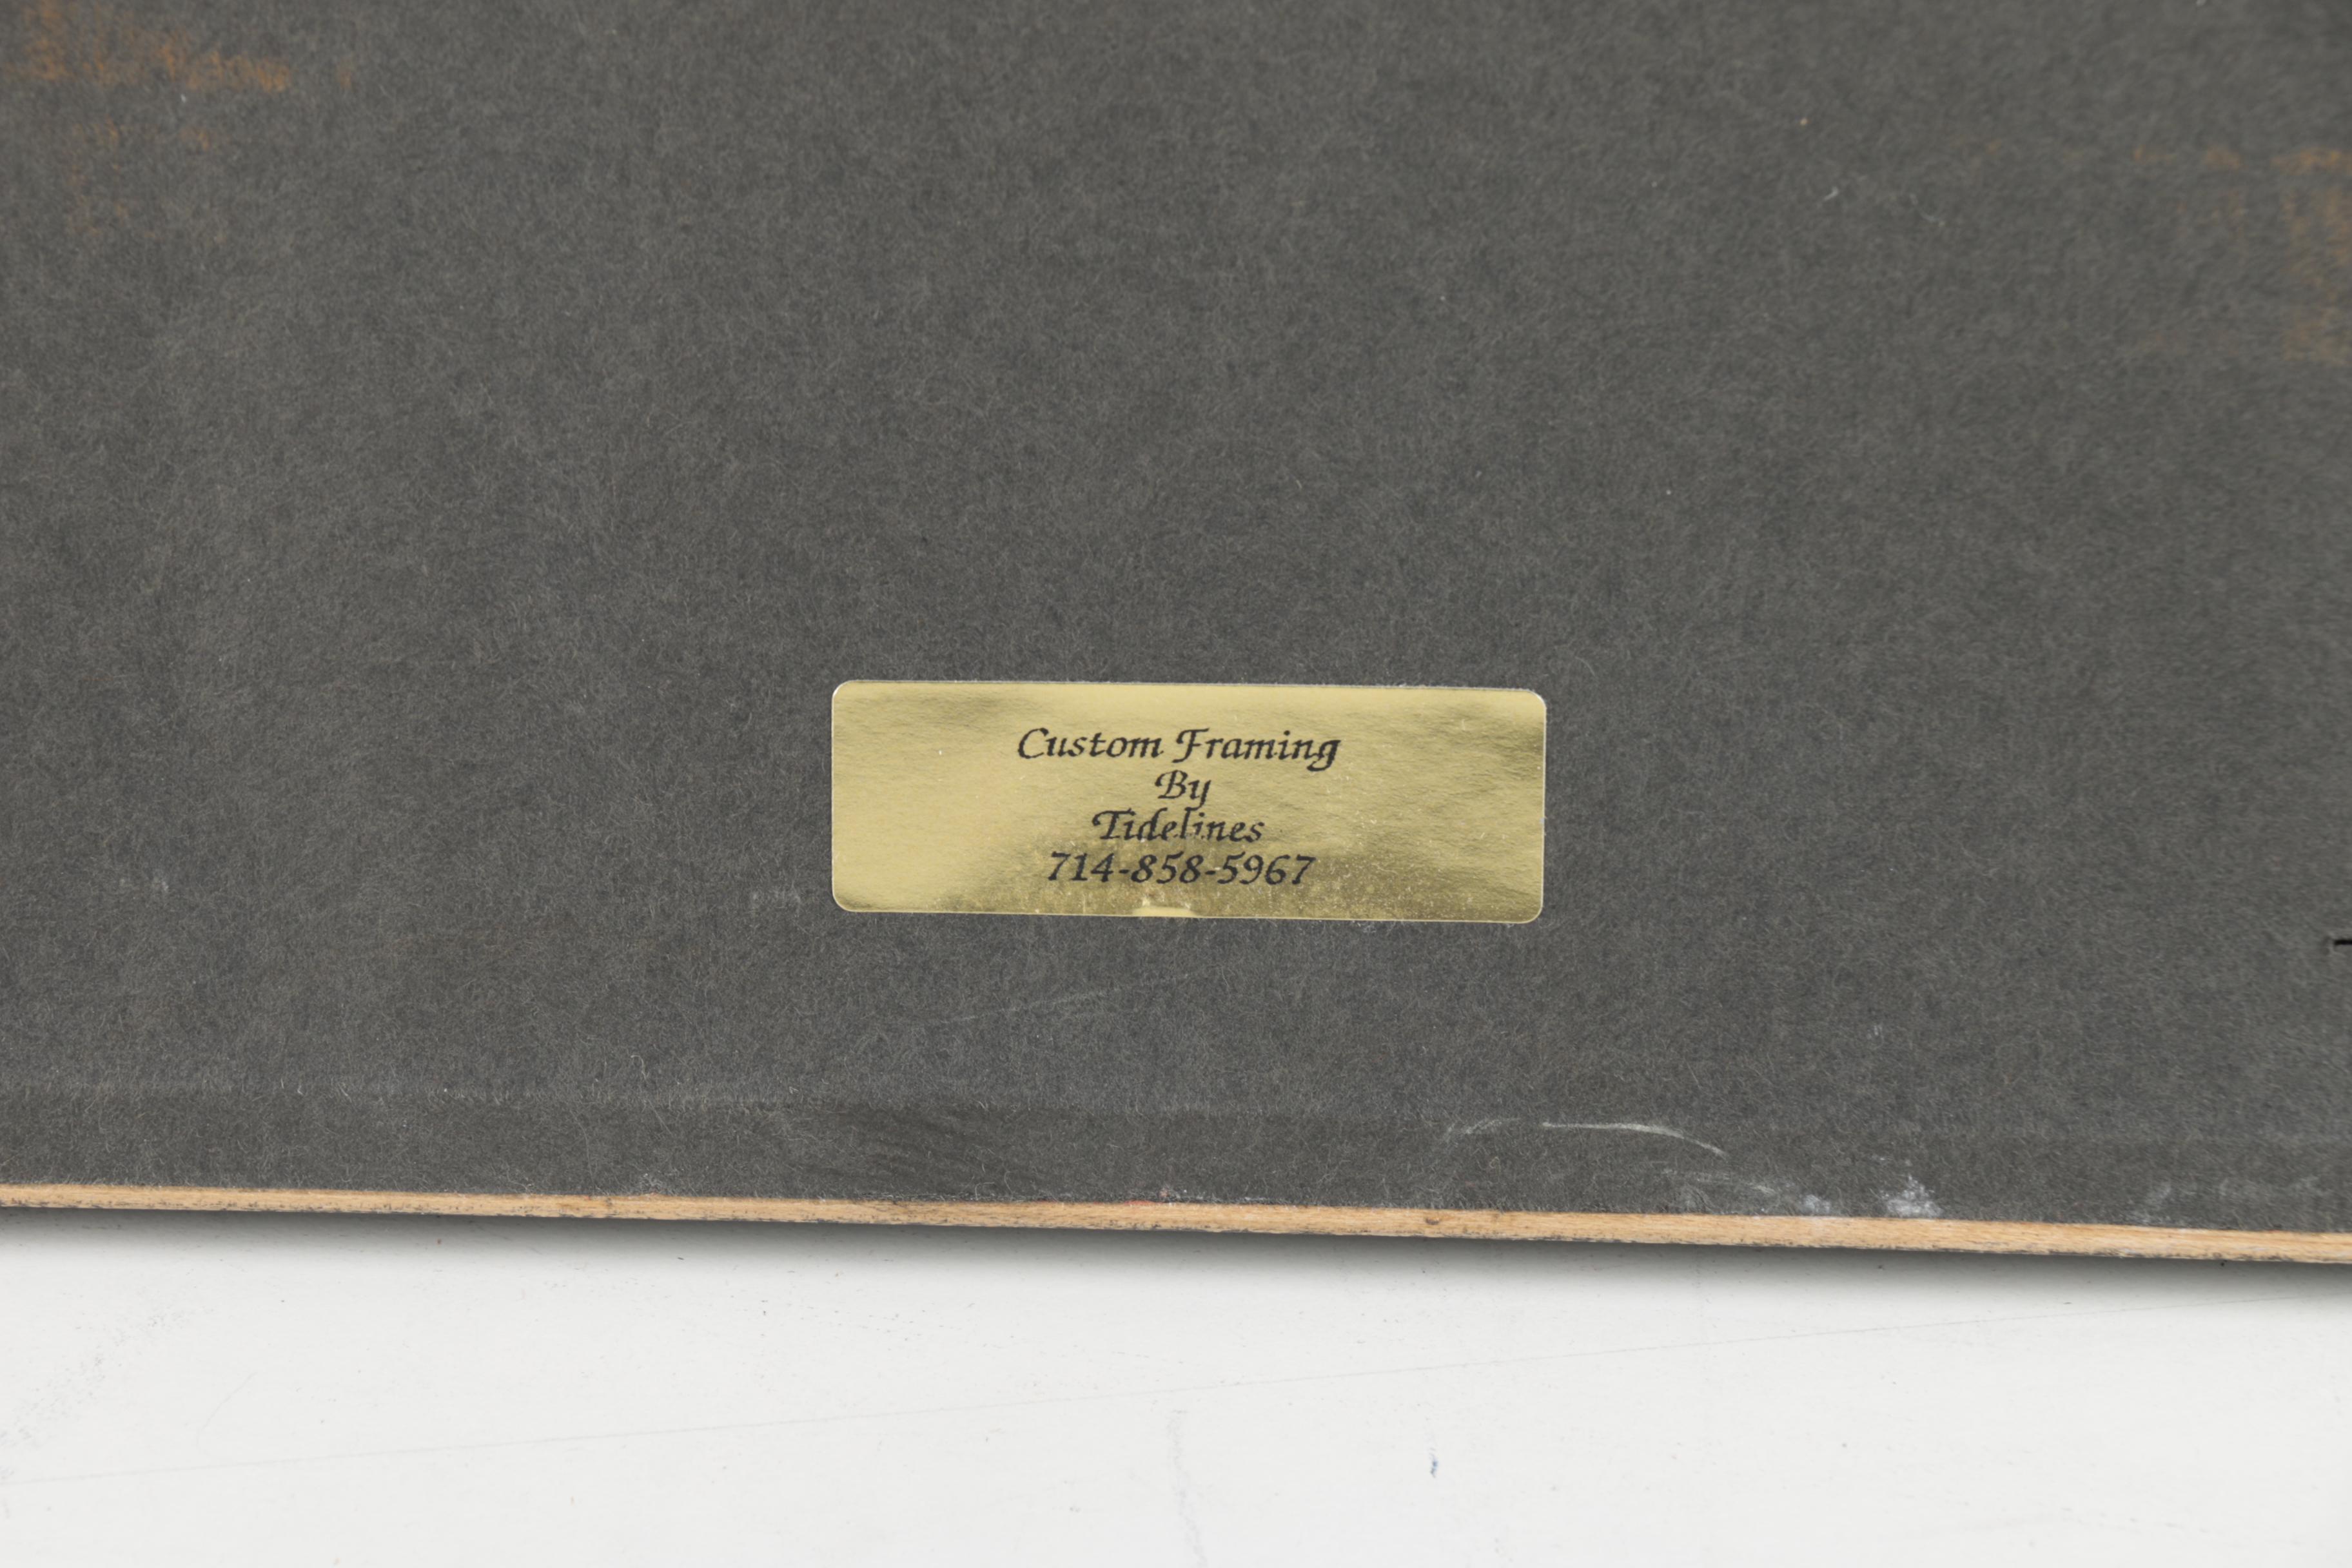 Custom Framing
By
Tidelines
714-858-5967